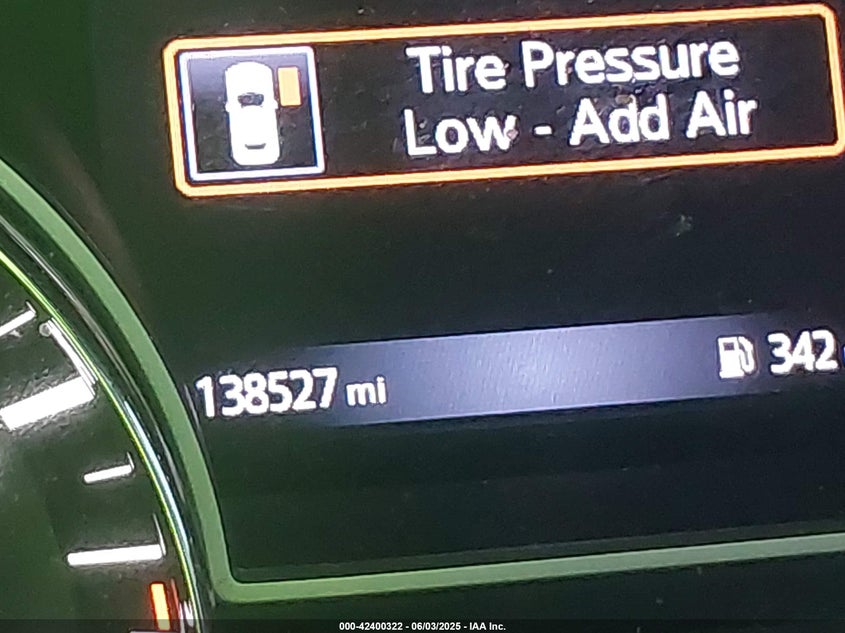 Tire Pressure
Low - Add Air
138527 mi
342
000-42400322 - 06/03/2025 - IAA Inc.